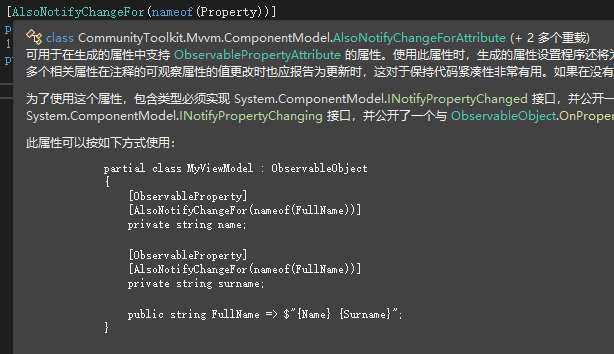 [AlsoNotifyChangeFor(nameof(Property))]
class CommunityToolkit.Mvvm.ComponentModel.AlsoNotifyChangeForAttribute (+ 2 多个重载)
可用于在生成的属性中支持 ObservablePropertyAttribute 的属性。使用此属性时，生成的属性设置程序还将为
多个相关属性在注释的可观察属性的值更改时也应报告为更新时，这对于保持代码紧凑性非常有用。如果在没有
为了使用这个属性，包含类型必须实现 System.ComponentModel.INotifyPropertyChanged 接口，并公开一
System.ComponentModel.INotifyPropertyChanging 接口，并公开了一个与 ObservableObject.OnProper
此属性可以按如下方式使用：
partial class MyViewModel : ObservableObject
{
[ObservableProperty]
[AlsoNotifyChangeFor(nameof(FullName))]
private string name;
[ObservableProperty]
[AlsoNotifyChangeFor(nameof(FullName))]
private string surname;
public string FullName => $"{Name} {Surname}";
}